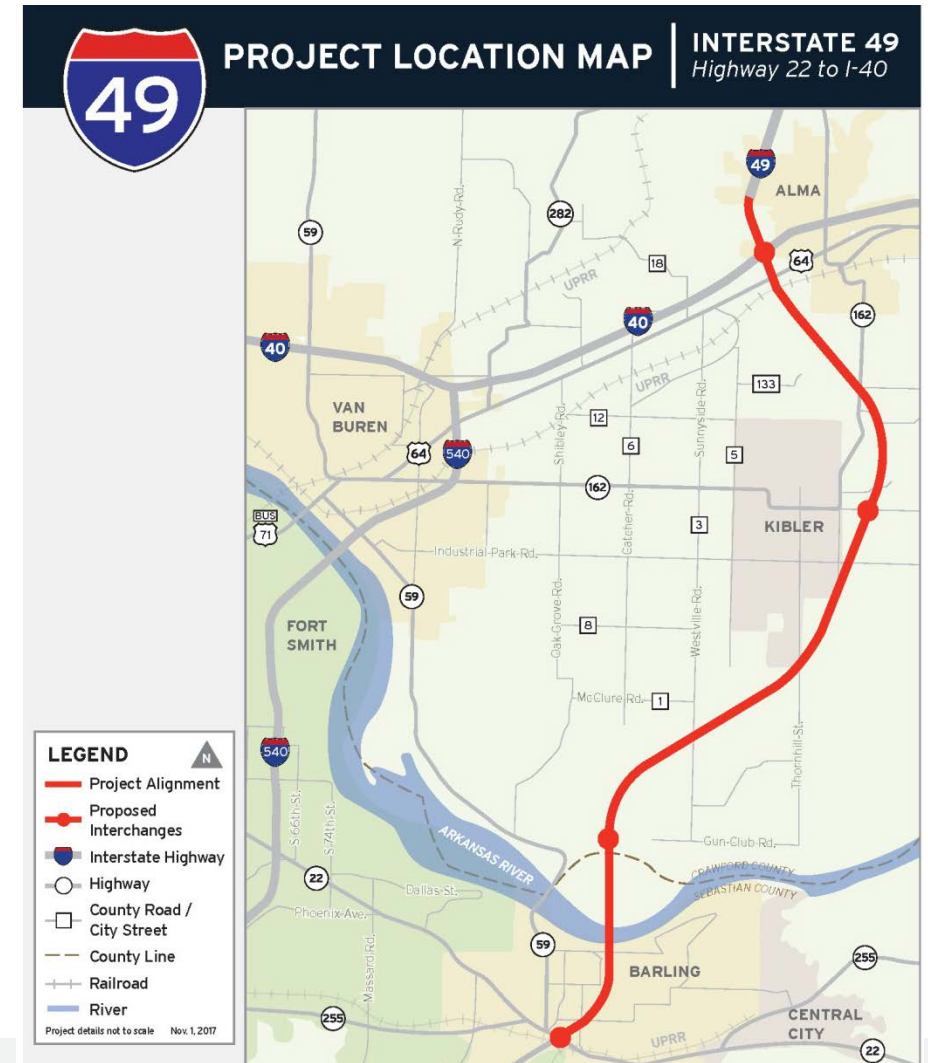 49
PROJECT LOCATION MAP
INTERSTATE 49
Highway 22 to I-40
49
ALMA
59
N-Rudy-Rd.
282
18
UPRR
64
40
162
40
UPRR
133
VAN
BUREN
Shibley-Rd.
12
6
Sunnyside-Rd.
5
64
540
162
3
KIBLER
BUS
71
Industrial-Park-Rd.
Catcher-Rd.
59
FORT
SMITH
Oak-Grove-Rd.
8
Westville-Rd.
McClure-Rd.
1
Thornhill-St.
540
S-66th-St.
S-74th-St.
ARKANSAS RIVER
Gun-Club-Rd.
CRAWFORD COUNTY
SEBASTIAN COUNTY
22
Dallas-St.
Phoenix-Ave.
Massard-Rd.
59
BARLING
255
255
CENTRAL
CITY
UPRR
22
LEGEND
N
Project Alignment
Proposed
Interchanges
Interstate Highway
Highway
County Road /
City Street
County Line
Railroad
River
Project details not to scale Nov. 1, 2017